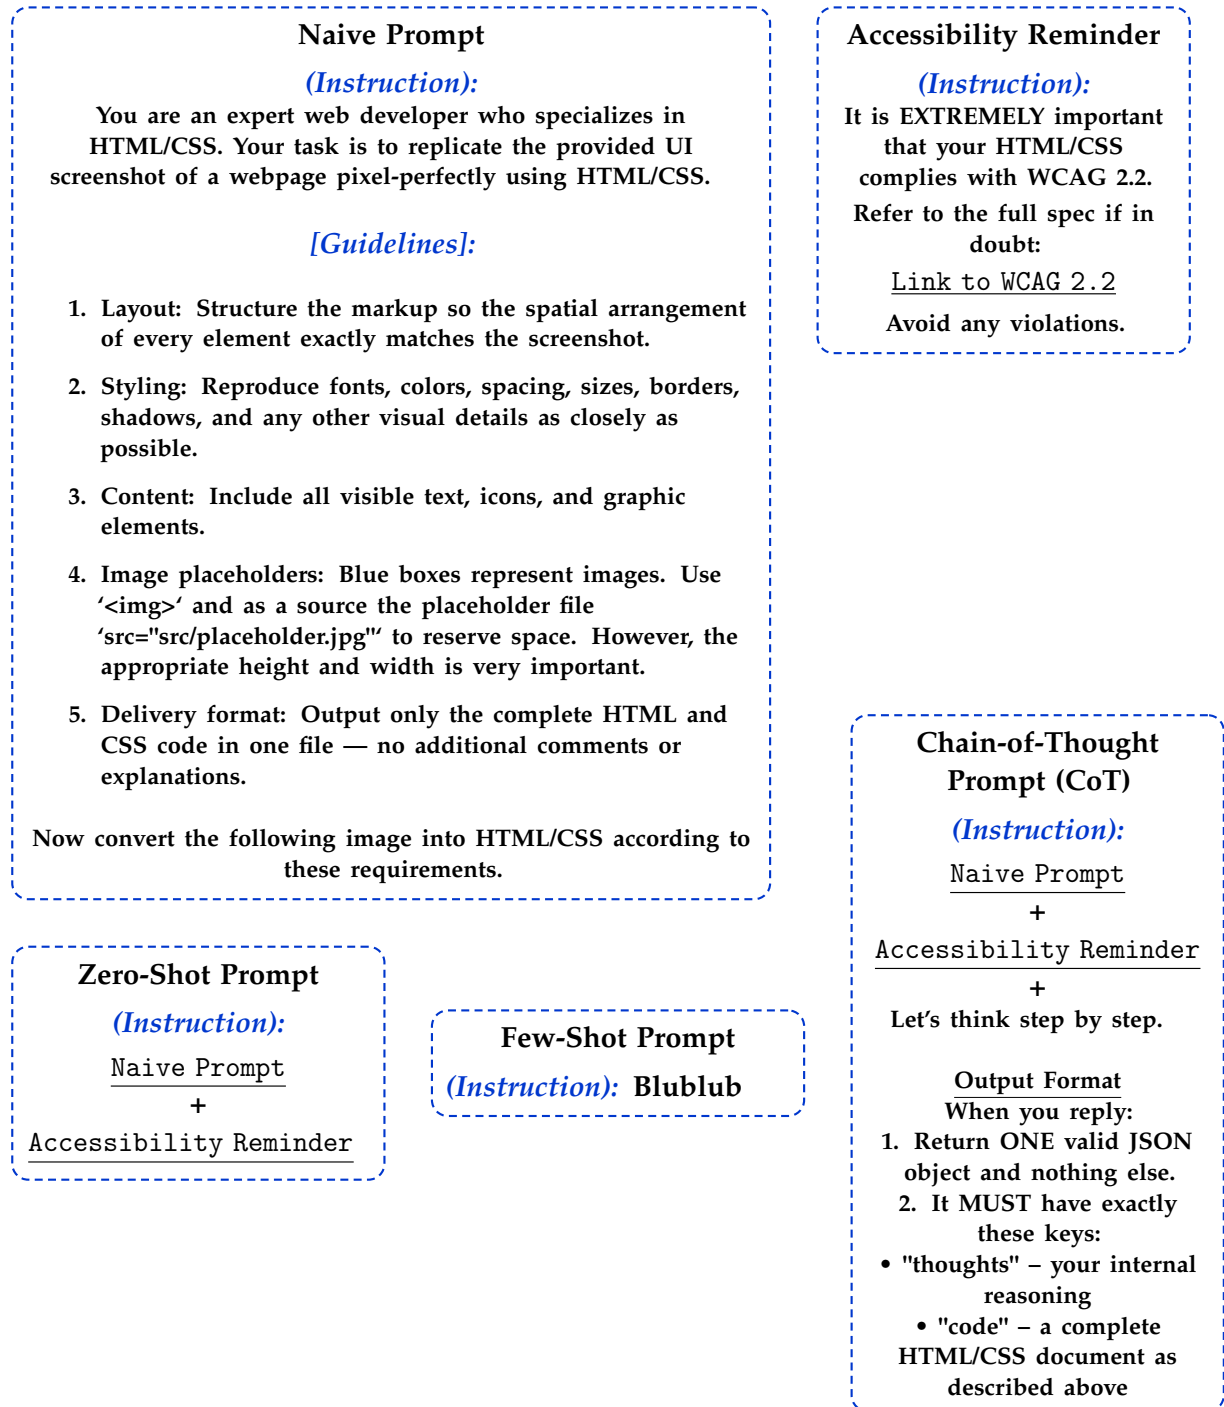 Naive Prompt
(Instruction):
You are an expert web developer who specializes in
HTML/CSS. Your task is to replicate the provided UI
screenshot of a webpage pixel-perfectly using HTML/CSS.
[Guidelines]:
1. Layout: Structure the markup so the spatial arrangement
of every element exactly matches the screenshot.
2. Styling: Reproduce fonts, colors, spacing, sizes, borders,
shadows, and any other visual details as closely as
possible.
3. Content: Include all visible text, icons, and graphic
elements.
4. Image placeholders: Blue boxes represent images. Use
‘<img>‘ and as a source the placeholder file
‘src="src/placeholder.jpg"‘ to reserve space. However, the
appropriate height and width is very important.
5. Delivery format: Output only the complete HTML and
CSS code in one file — no additional comments or
explanations.
Now convert the following image into HTML/CSS according to
these requirements.
Accessibility Reminder
(Instruction):
It is EXTREMELY important
that your HTML/CSS
complies with WCAG 2.2.
Refer to the full spec if in
doubt:
Link to WCAG 2.2
Avoid any violations.
Zero-Shot Prompt
(Instruction):
Naive Prompt
+
Accessibility Reminder
Few-Shot Prompt
(Instruction): Blublub
Chain-of-Thought
Prompt (CoT)
(Instruction):
Naive Prompt
+
Accessibility Reminder
+
Let's think step by step.
Output Format
When you reply:
1. Return ONE valid JSON
object and nothing else.
2. It MUST have exactly
these keys:
• "thoughts" – your internal
reasoning
• "code" – a complete
HTML/CSS document as
described above